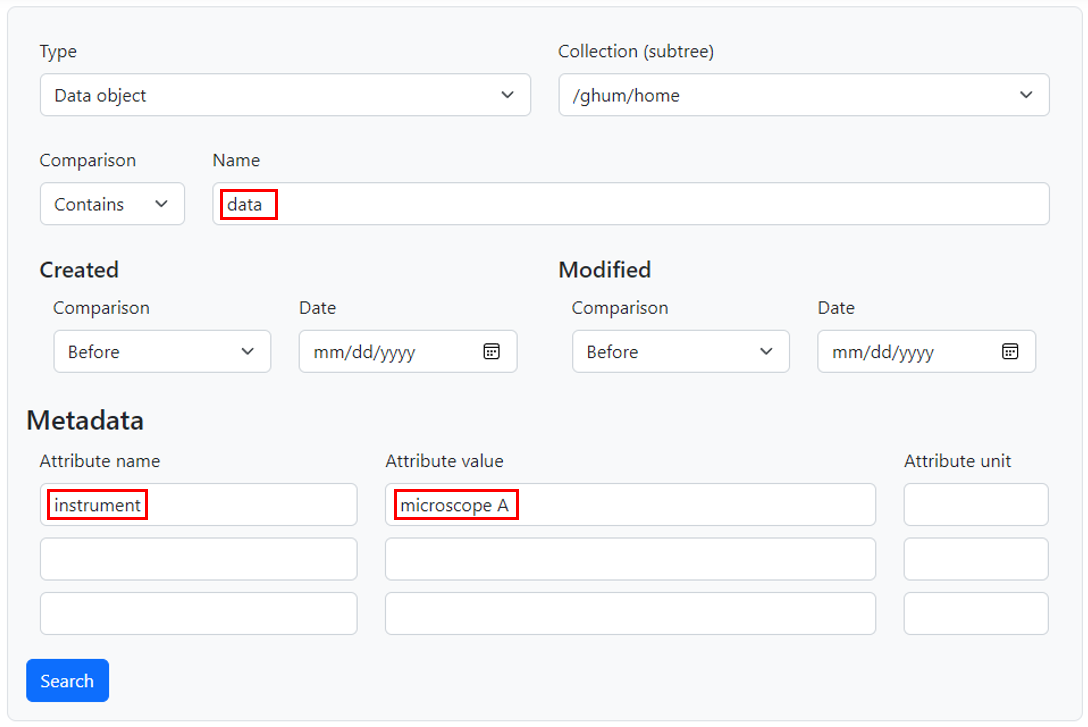 Type Collection (subtree)
Data object /ghum/home
Comparison Name
Contains data
Created Modified
Comparison Date Comparison Date
Before mm/dd/yyyy Before mm/dd/yyyy
Metadata
Attribute name Attribute value Attribute unit
instrument microscope A
Search